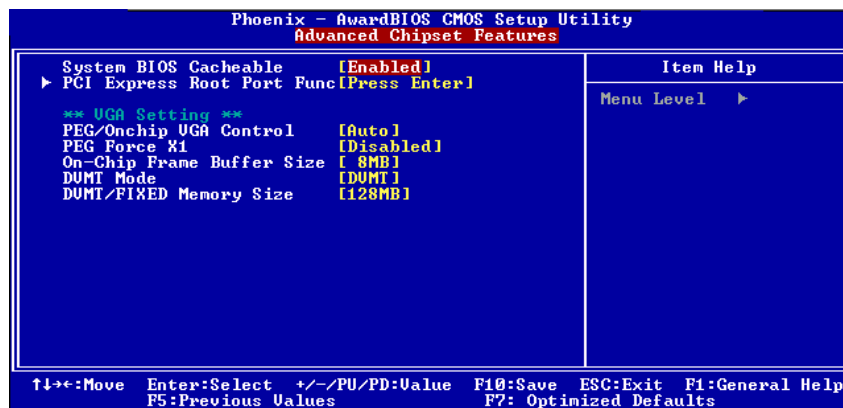 Phoenix - AwardBIOS CMOS Setup Utility
Advanced Chipset Features
System BIOS Cacheable [Enabled]
► PCI Express Root Port Func[Press Enter]
** VGA Setting **
PEG/Onchip VGA Control [Auto]
PEG Force X1 [Disabled]
On-Chip Frame Buffer Size [ 8MB]
DVMT Mode [DVMT]
DVMT/FIXED Memory Size [128MB]
Item Help
Menu Level ►
↑↓→←:Move Enter:Select +/-/PU/PD:Value F10:Save ESC:Exit F1:General Help
F5:Previous Values F7: Optimized Defaults